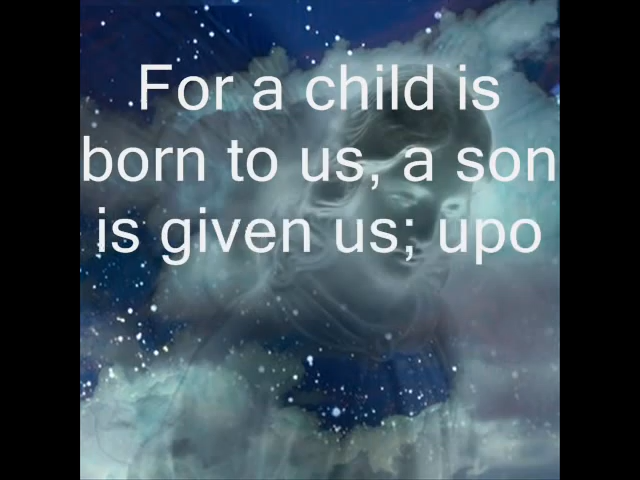 For a child is
born to us, a son
is given us; upo